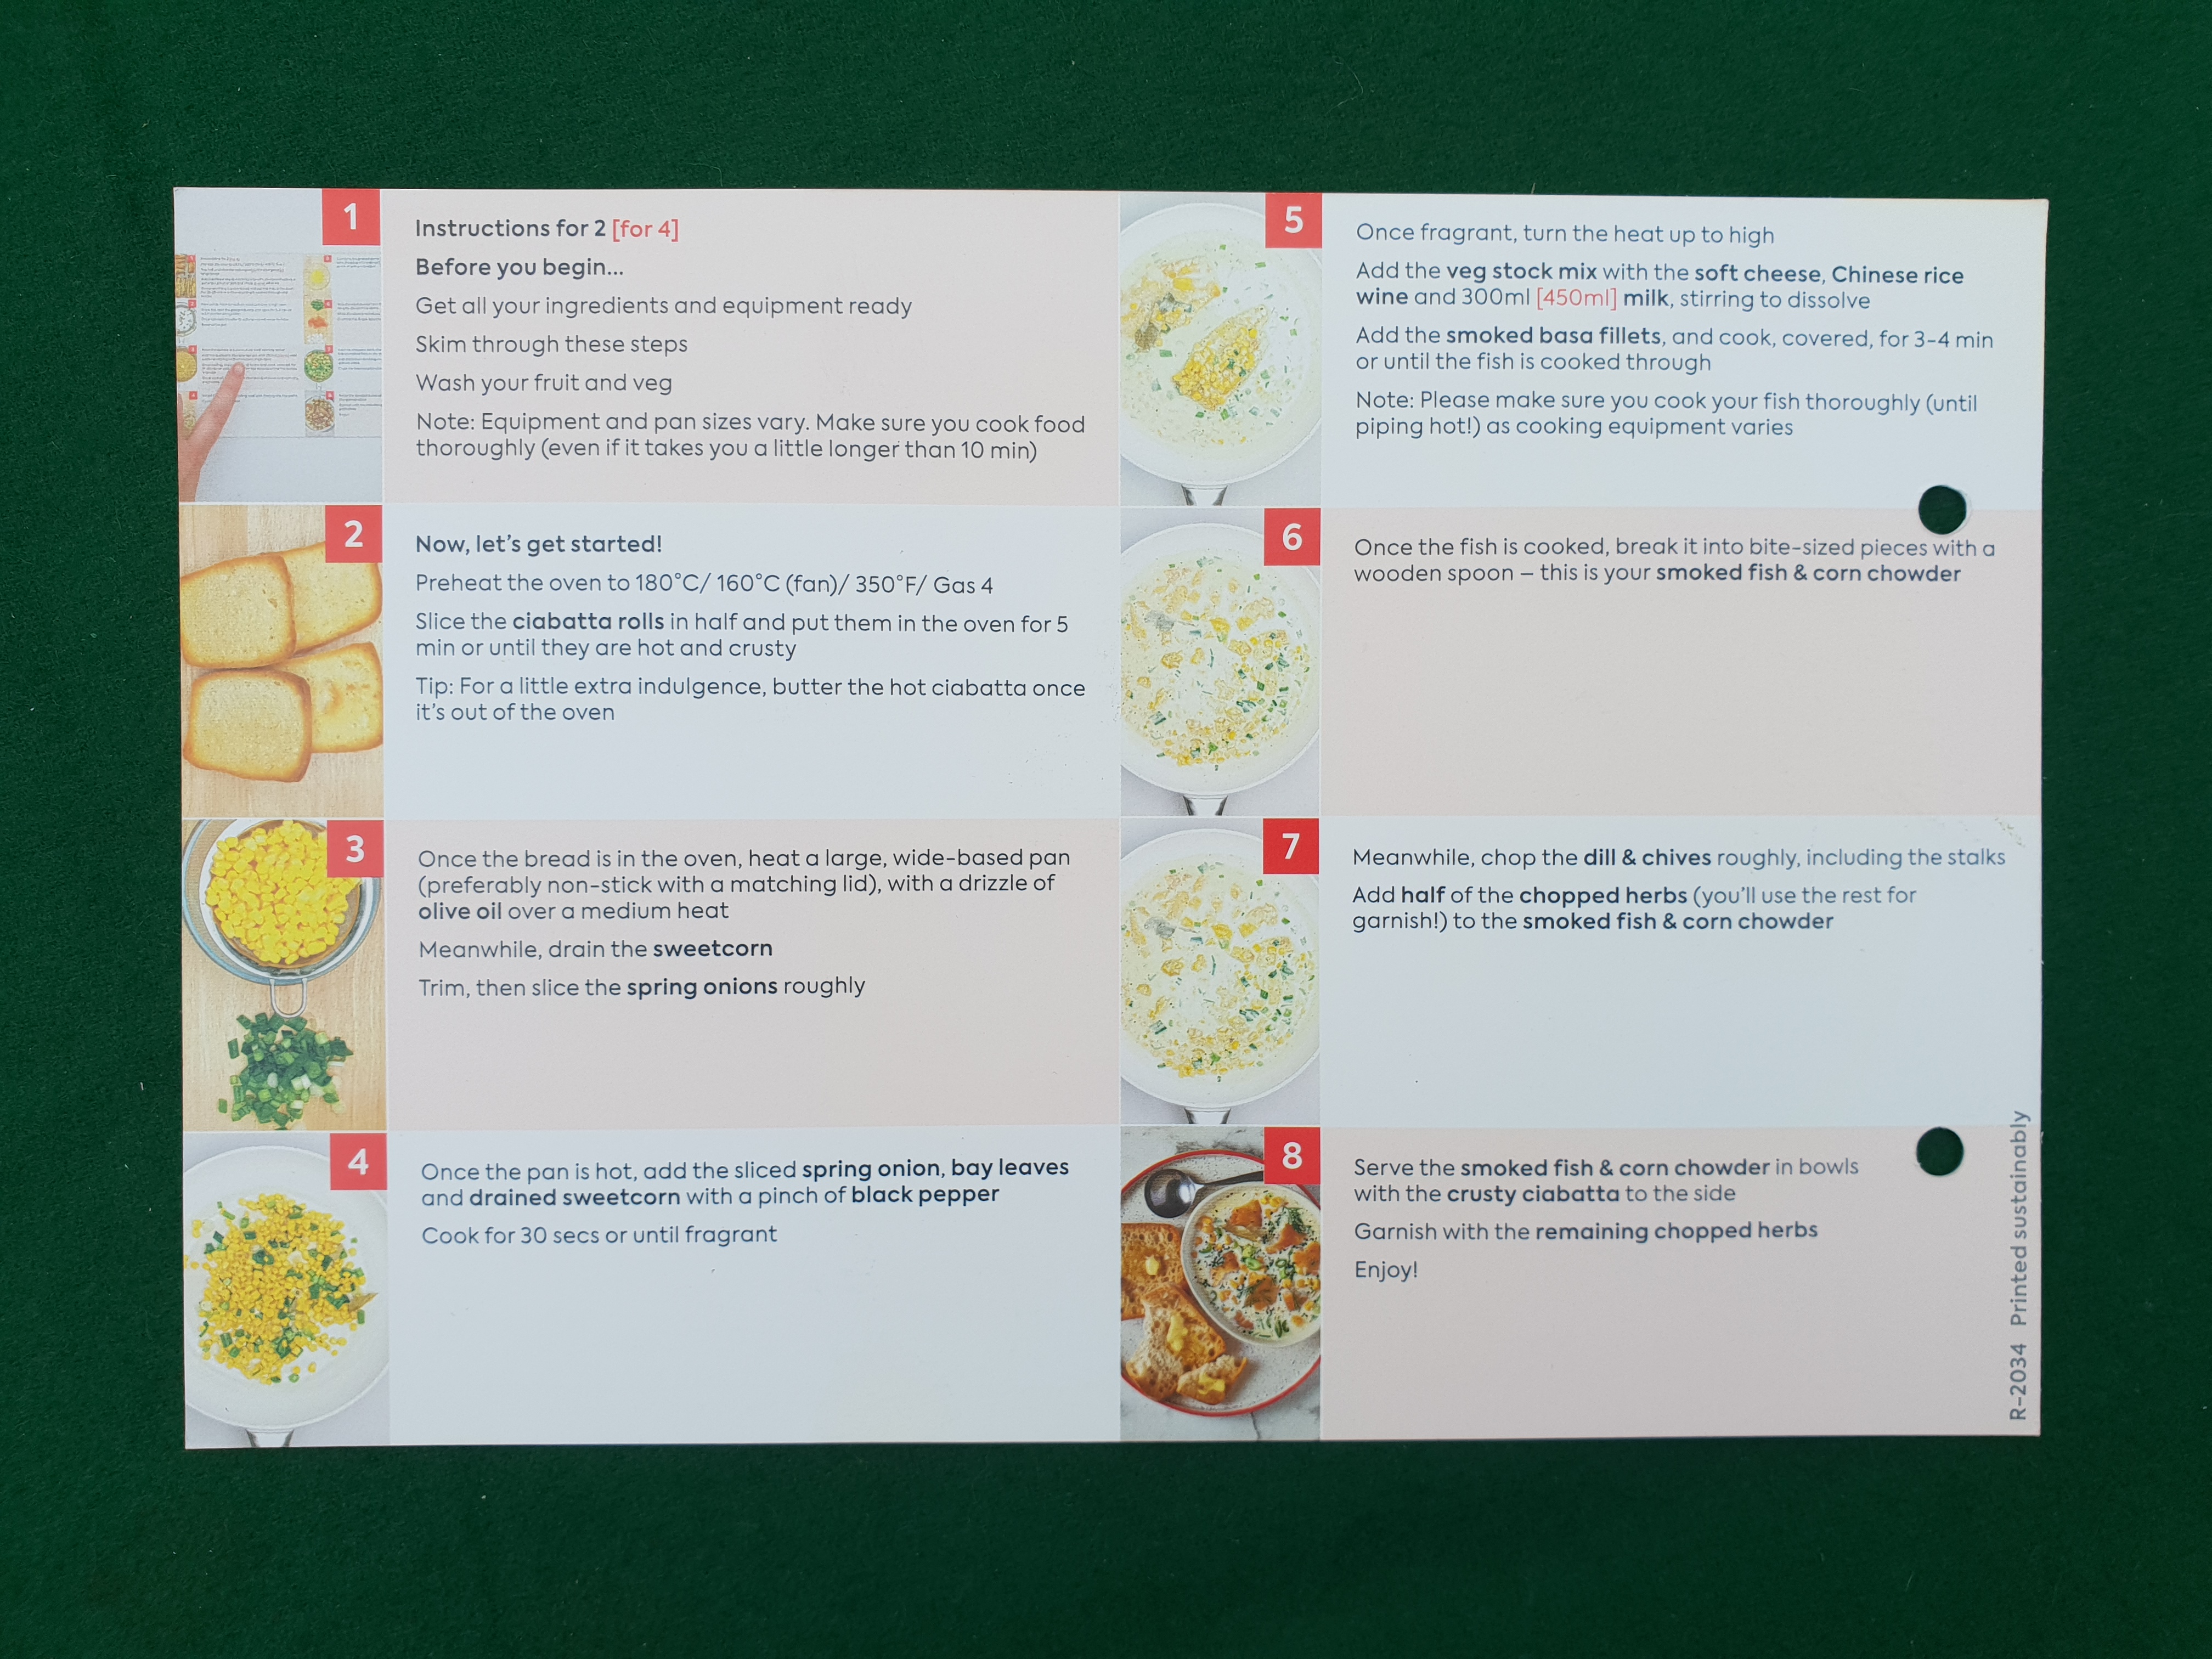 1
Instructions for 2 [for 4]
Before you begin...
Get all your ingredients and equipment ready
Skim through these steps
Wash your fruit and veg
Note: Equipment and pan sizes vary. Make sure you cook food
thoroughly (even if it takes you a little longer than 10 min)
2
Now, let's get started!
Preheat the oven to 180°C/ 160°C (fan)/ 350°F/ Gas 4
Slice the ciabatta rolls in half and put them in the oven for 5
min or until they are hot and crusty
Tip: For a little extra indulgence, butter the hot ciabatta once
it's out of the oven
3
Once the bread is in the oven, heat a large, wide-based pan
(preferably non-stick with a matching lid), with a drizzle of
olive oil over a medium heat
Meanwhile, drain the sweetcorn
Trim, then slice the spring onions roughly
4
Once the pan is hot, add the sliced spring onion, bay leaves
and drained sweetcorn with a pinch of black pepper
Cook for 30 secs or until fragrant
5
Once fragrant, turn the heat up to high
Add the veg stock mix with the soft cheese, Chinese rice
wine and 300ml [450ml] milk, stirring to dissolve
Add the smoked basa fillets, and cook, covered, for 3-4 min
or until the fish is cooked through
Note: Please make sure you cook your fish thoroughly (until
piping hot!) as cooking equipment varies
6
Once the fish is cooked, break it into bite-sized pieces with a
wooden spoon – this is your smoked fish & corn chowder
7
Meanwhile, chop the dill & chives roughly, including the stalks
Add half of the chopped herbs (you'll use the rest for
garnish!) to the smoked fish & corn chowder
8
Serve the smoked fish & corn chowder in bowls
with the crusty ciabatta to the side
Garnish with the remaining chopped herbs
Enjoy!
R-2034 Printed sustainably